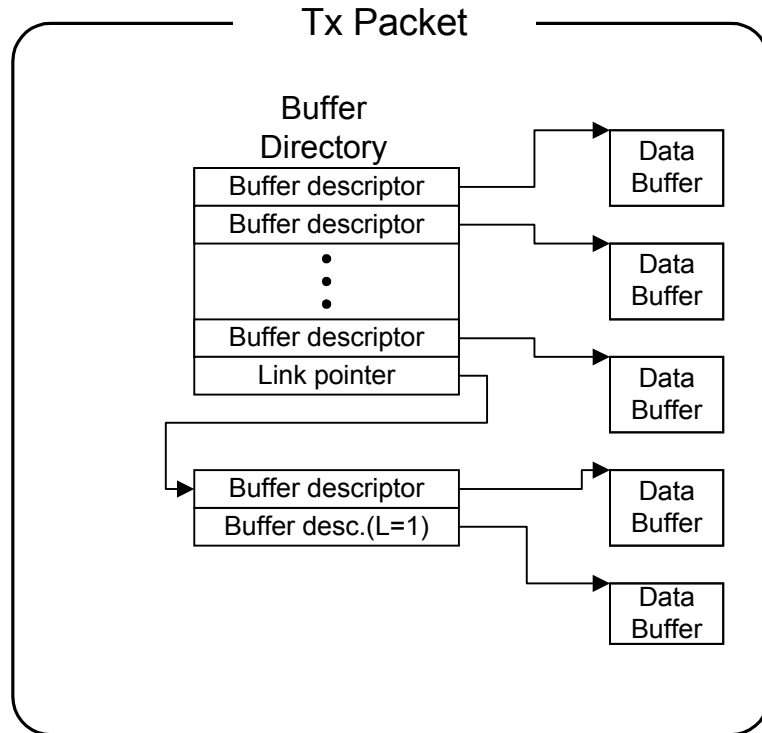 Tx Packet
Buffer
Directory
Buffer descriptor
Buffer descriptor
Buffer descriptor
Link pointer
Buffer descriptor
Buffer desc.(L=1)
Data
Buffer
Data
Buffer
Data
Buffer
Data
Buffer
Data
Buffer